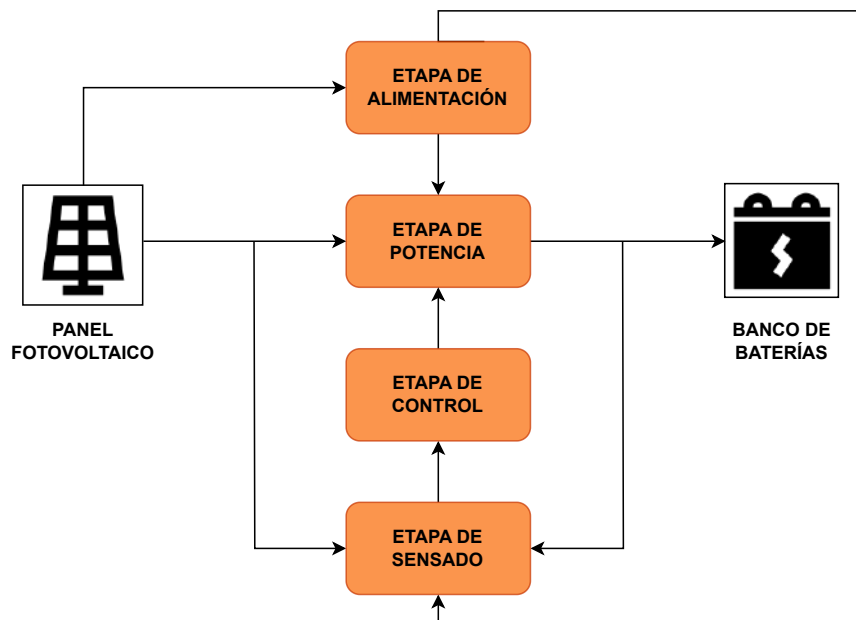 ETAPA DE
ALIMENTACIÓN
ETAPA DE
POTENCIA
PANEL
FOTOVOLTAICO
BANCO DE
BATERÍAS
ETAPA DE
CONTROL
ETAPA DE
SENSADO